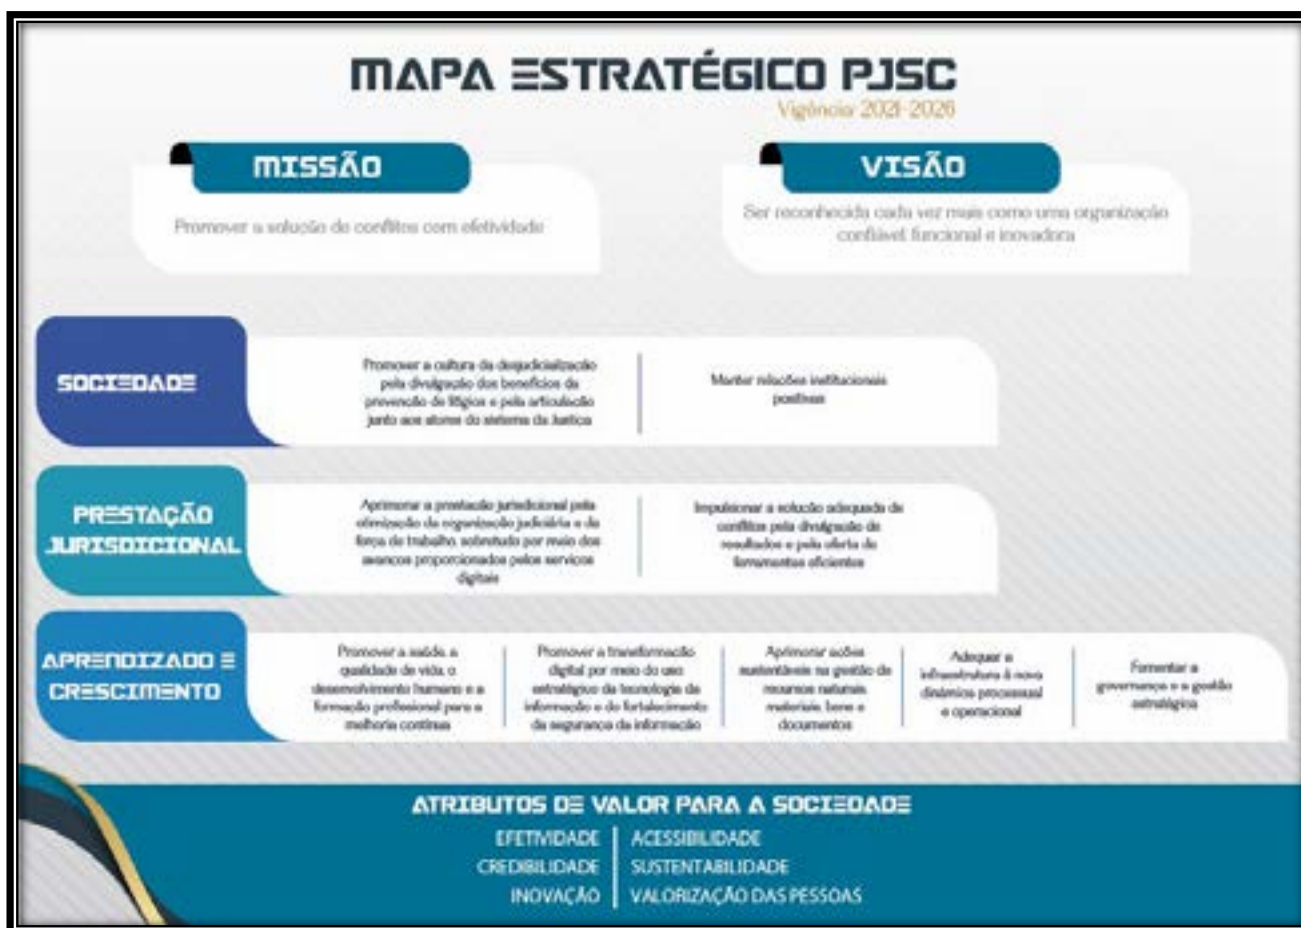 MAPA ESTRATÉGICO PJSC
Vigência 2021-2026
MISSÃO
Promover a solução de conflitos com efetividade
VISÃO
Ser reconhecida cada vez mais como uma organização
confiável funcional e inovadora
SOCIEDADE
Promover a cultura da desjudicialização
pela divulgação dos benefícios da
prevenção de litígios e pela articulação
junto aos atores do sistema da Justiça
Manter relações institucionais
positivas
PRESTAÇÃO
JURISDICIONAL
Aprimorar a prestação jurisdicional pela
otimização da organização judiciária e da
força de trabalho, sobretudo por meio dos
avanços proporcionados pelos serviços
digitais
Impulsionar a solução adequada de
conflitos pela divulgação de
resultados e pela oferta de
ferramentas eficientes
APRENDIZADO E
CRESCIMENTO
Promover a saúde, a
qualidade de vida, o
desenvolvimento humano e a
formação profissional para a
melhoria contínua
Promover a transformação
digital por meio do uso
estratégico da tecnologia da
informação e do fortalecimento
da segurança da informação
Aprimorar ações
sustentáveis na gestão de
recursos naturais
materiais, bens e
documentos
Adequar a
infraestrutura à nova
dinâmica processual
e operacional
Fomentar a
governança e a gestão
estratégica
ATRIBUTOS DE VALOR PARA A SOCIEDADE
EFETIVIDADE | ACESSIBILIDADE
CREDIBILIDADE | SUSTENTABILIDADE
INOVAÇÃO | VALORIZAÇÃO DAS PESSOAS